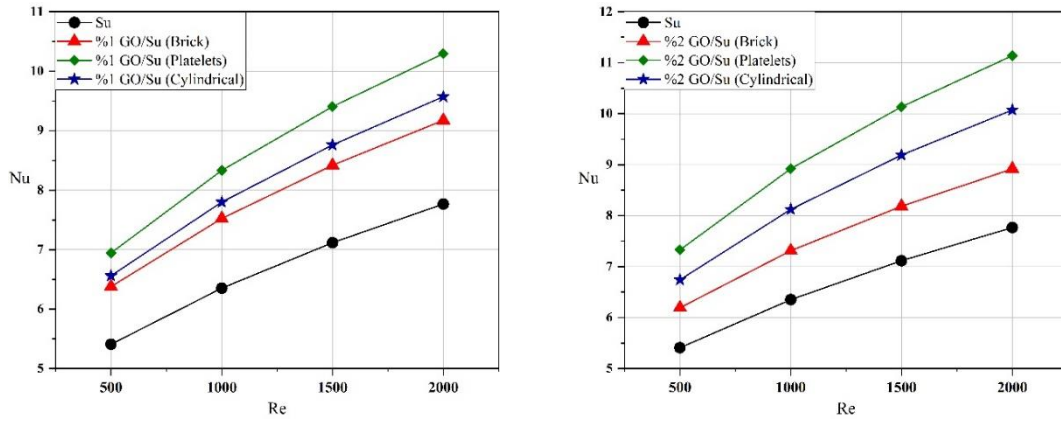 11
Su
%1 GO/Su (Brick)
%1 GO/Su (Platelets)
%1 GO/Su (Cylindrical)
10
9
Nu
8
7
6
5
500 1000 1500 2000
Re
12
Su
%2 GO/Su (Brick)
%2 GO/Su (Platelets)
%2 GO/Su (Cylindrical)
11
10
9
Nu
8
7
6
5
500 1000 1500 2000
Re